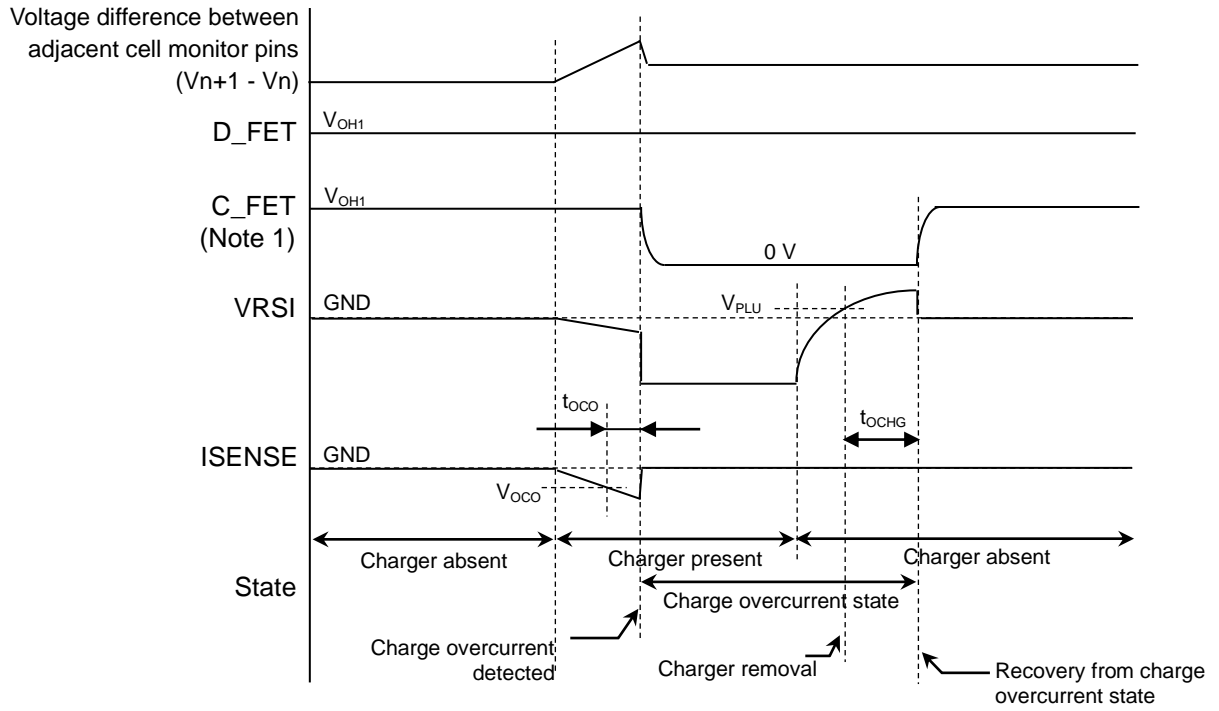 Voltage difference between
adjacent cell monitor pins
(Vn+1 - Vn)
D_FET
VOH1
C_FET
(Note 1)
VOH1
0 V
VRSI
GND
VPLU
tOCO
tOCHG
ISENSE
GND
VOCO
Charger absent
Charger present
Charger absent
State
Charge overcurrent state
Charge overcurrent
detected
Charger removal
Recovery from charge
overcurrent state